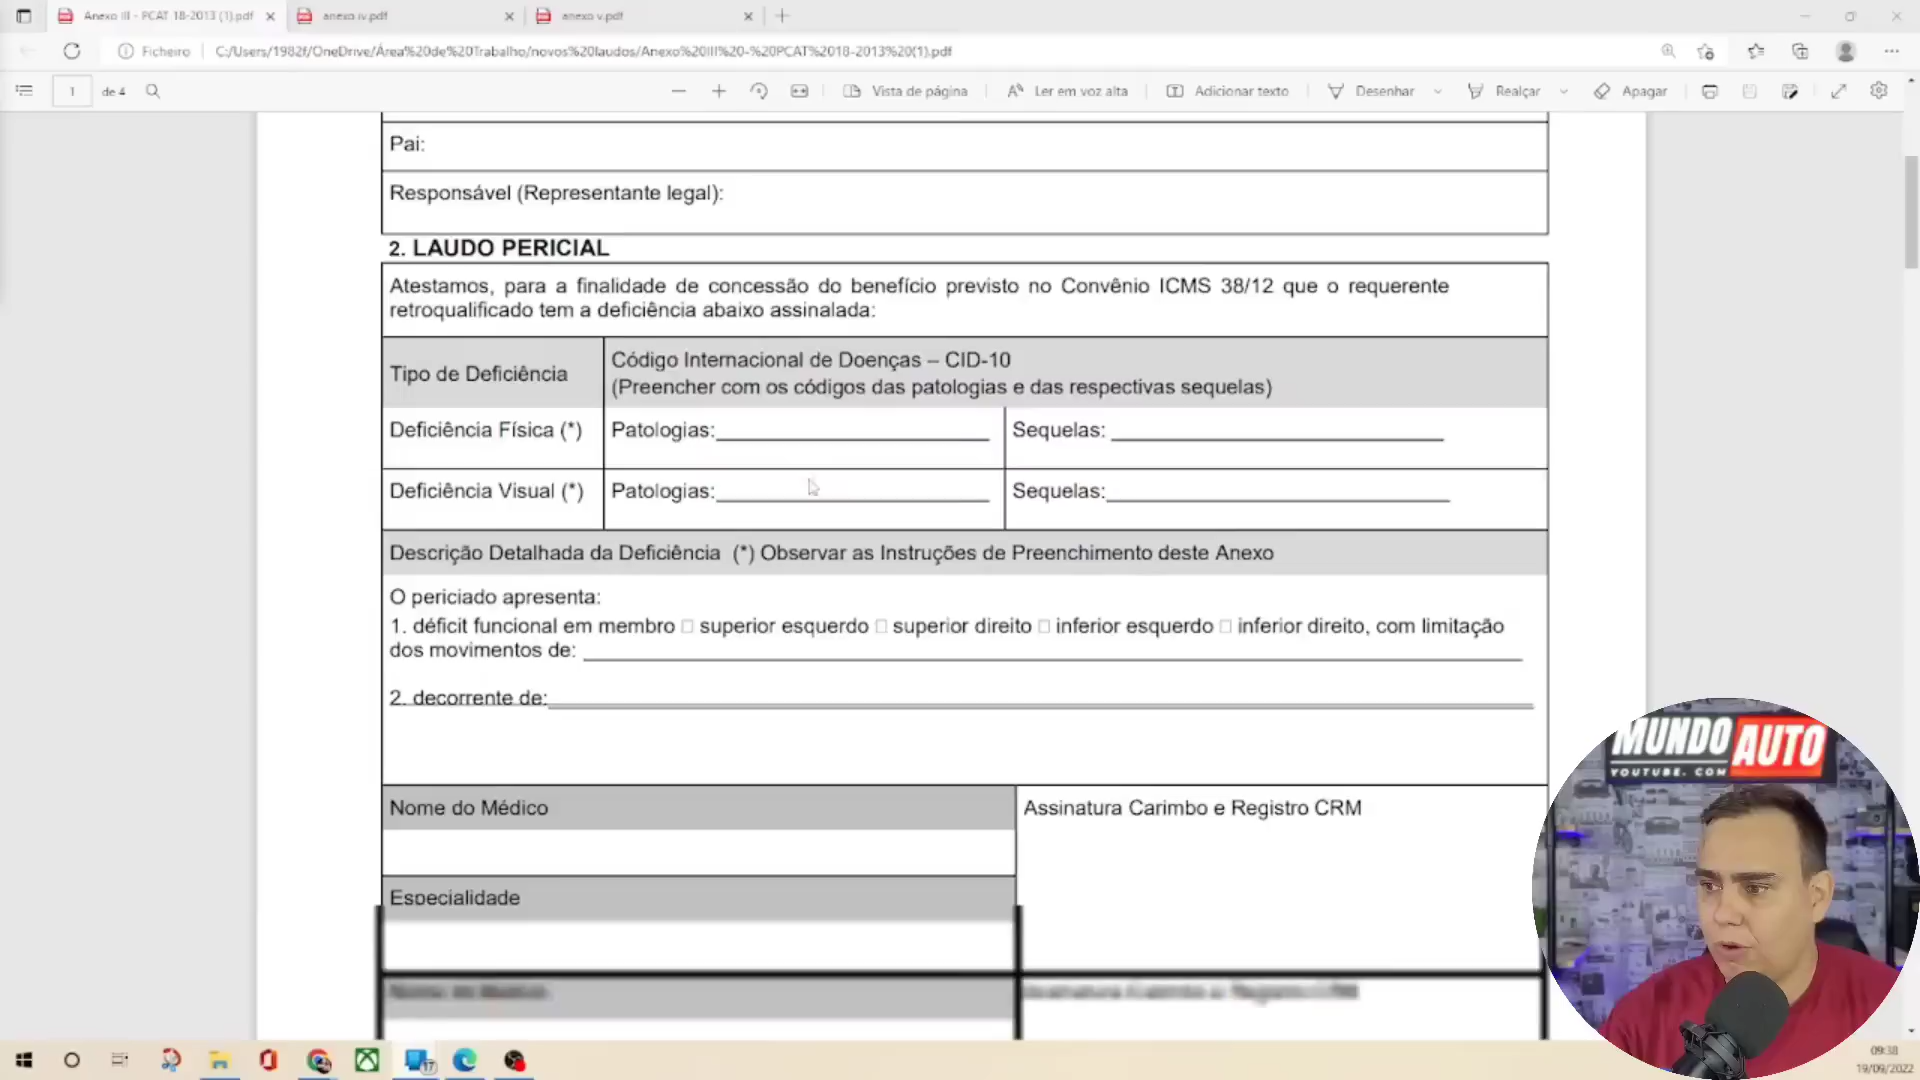 Anexo III - PCAT 18-2013 (1).pdf
anexo iv.pdf
anexo v.pdf
Ficheiro
C:/Users/1982f/OneDrive/Área%20de%20Trabalho/novos%20laudos/Anexo%20III%20-%20PCAT%2018-2013%20(1).pdf
1
de 4
Vista de página
Ler em voz alta
Adicionar texto
Desenhar
Realçar
Apagar
Pai:
Responsável (Representante legal):
2. LAUDO PERICIAL
Atestamos, para a finalidade de concessão do benefício previsto no Convênio ICMS 38/12 que o requerente
retroqualificado tem a deficiência abaixo assinalada:
Tipo de Deficiência
Código Internacional de Doenças – CID-10
(Preencher com os códigos das patologias e das respectivas sequelas)
Deficiência Física (*)
Patologias:
Sequelas:
Deficiência Visual (*)
Patologias:
Sequelas:
Descrição Detalhada da Deficiência (*) Observar as Instruções de Preenchimento deste Anexo
O periciado apresenta:
1. déficit funcional em membro □ superior esquerdo □ superior direito □ inferior esquerdo □ inferior direito, com limitação
dos movimentos de:
2. decorrente de:
Nome do Médico
Assinatura Carimbo e Registro CRM
Especialidade
MUNDO AUTO
YOUTUBE. COM
17
09:38
19/09/2022